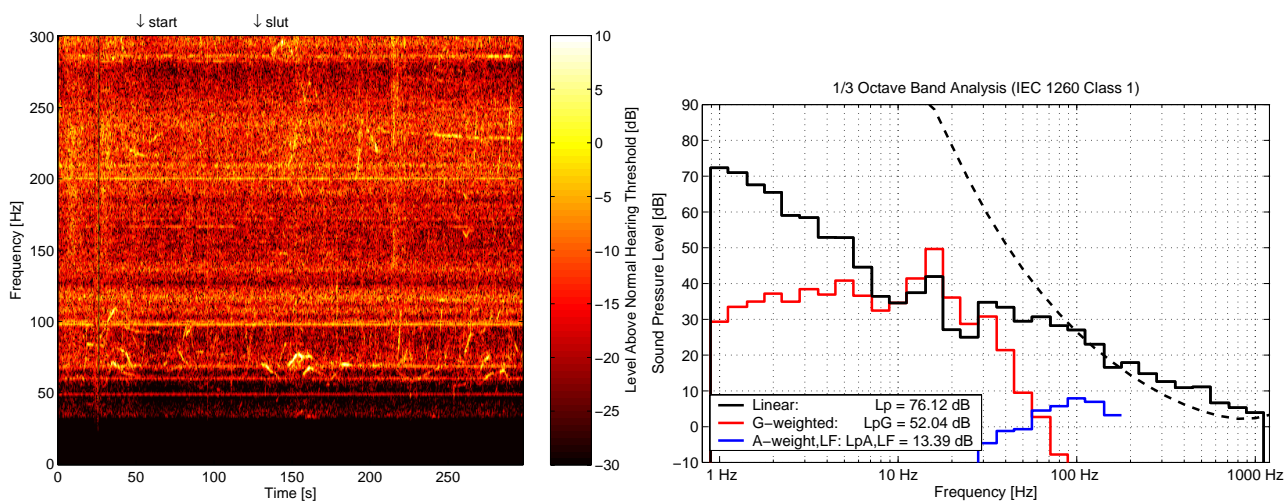 ↓ start
↓ slut
300
250
200
150
100
50
0
Frequency [Hz]
0
50
100
150
200
250
Time [s]
10
5
0
−5
−10
−15
−20
−25
−30
Level Above Normal Hearing Threshold [dB]
1/3 Octave Band Analysis (IEC 1260 Class 1)
90
80
70
60
50
40
30
20
10
0
−10
Sound Pressure Level [dB]
Linear: Lp = 76.12 dB
G−weighted: LpG = 52.04 dB
A−weight,LF: LpA,LF = 13.39 dB
1 Hz
10 Hz
100 Hz
1000 Hz
Frequency [Hz]